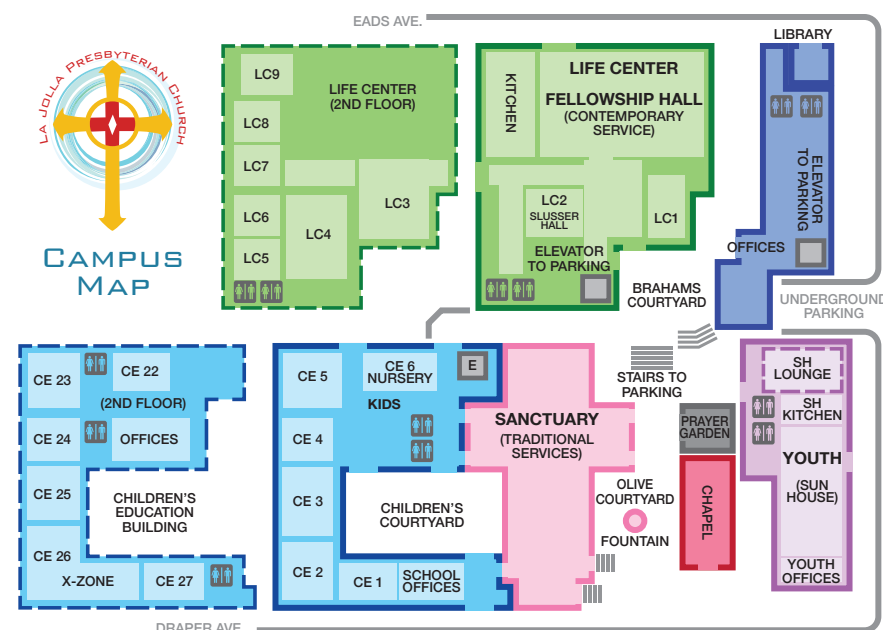 EADS AVE.
LA JOLLA PRESBYTERIAN CHURCH
CAMPUS
MAP
LC9
LIFE CENTER
(2ND FLOOR)
LC8
LC7
LC6
LC5
LC4
LC3
KITCHEN
LIFE CENTER
FELLOWSHIP HALL
(CONTEMPORARY
SERVICE)
LC2
SLUSSER
HALL
LC1
ELEVATOR
TO PARKING
BRAHAMS
COURTYARD
LIBRARY
ELEVATOR
TO PARKING
OFFICES
UNDERGROUND
PARKING
CE 23
CE 22
(2ND FLOOR)
CE 24
OFFICES
CE 25
CHILDREN'S
EDUCATION
BUILDING
CE 26
X-ZONE
CE 27
CE 5
CE 6
NURSERY
E
KIDS
CE 4
CE 3
CHILDREN'S
COURTYARD
CE 2
CE 1
SCHOOL
OFFICES
SANCTUARY
(TRADITIONAL
SERVICES)
STAIRS TO
PARKING
PRAYER
GARDEN
OLIVE
COURTYARD
FOUNTAIN
CHAPEL
SH
LOUNGE
SH
KITCHEN
YOUTH
(SUN
HOUSE)
YOUTH
OFFICES
DRAPER AVE.